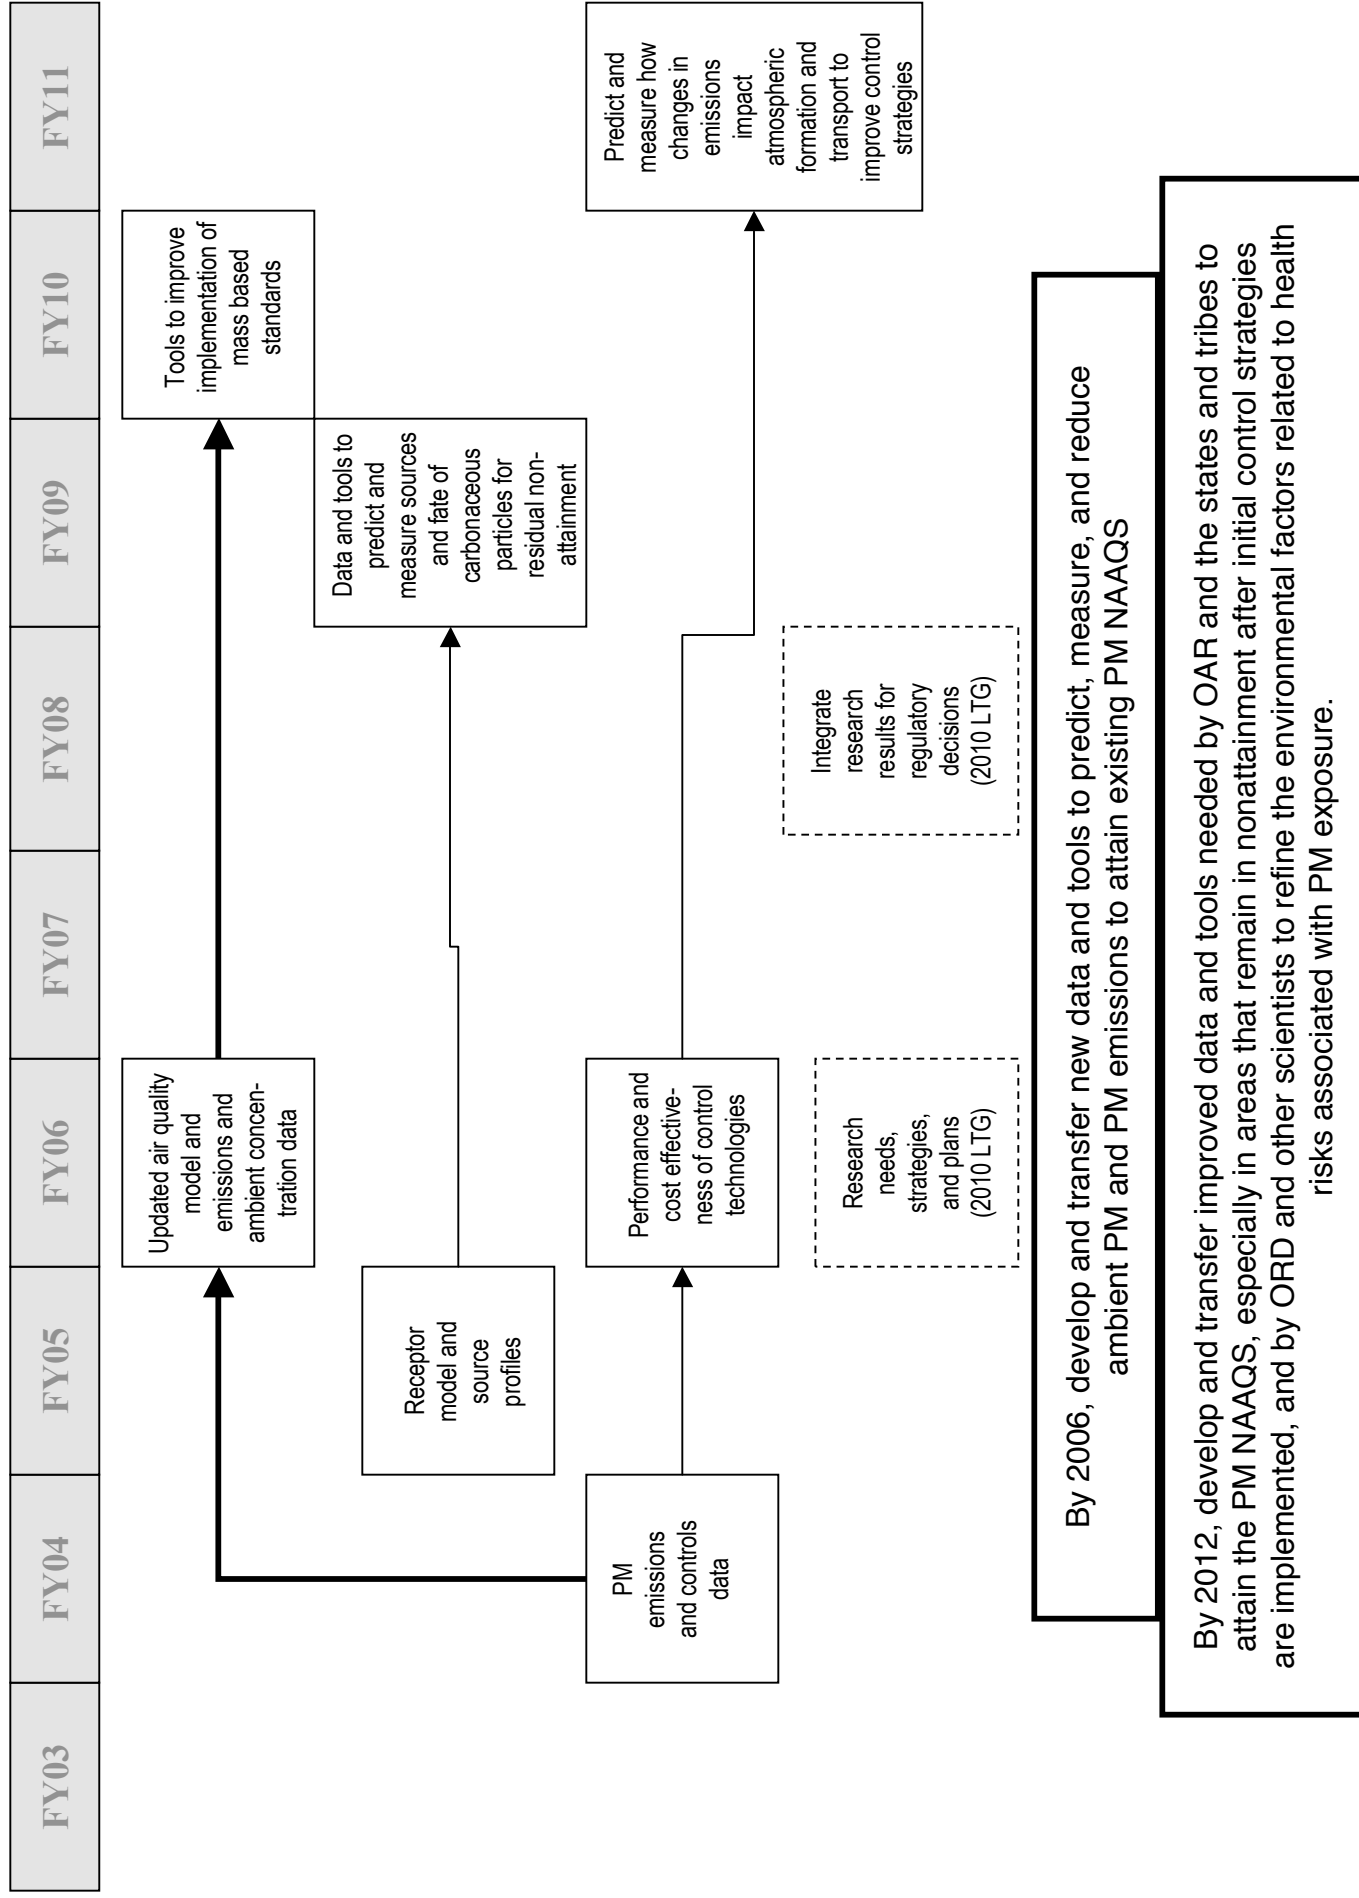 FY03
FY04
FY05
FY06
FY07
FY08
FY09
FY10
FY11
Updated air quality
model and
emissions and
ambient concen-
tration data
Tools to improve
implementation of
mass based
standards
Receptor
model and
source
profiles
Data and tools to
predict and
measure sources
and fate of
carbonaceous
particles for
residual non-
attainment
PM
emissions
and controls
data
Performance and
cost effective-
ness of control
technologies
Predict and
measure how
changes in
emissions
impact
atmospheric
formation and
transport to
improve control
strategies
Research
needs,
strategies,
and plans
(2010 LTG)
Integrate
research
results for
regulatory
decisions
(2010 LTG)
By 2006, develop and transfer new data and tools to predict, measure, and reduce
ambient PM and PM emissions to attain existing PM NAAQS
By 2012, develop and transfer improved data and tools needed by OAR and the states and tribes to
attain the PM NAAQS, especially in areas that remain in nonattainment after initial control strategies
are implemented, and by ORD and other scientists to refine the environmental factors related to health
risks associated with PM exposure.